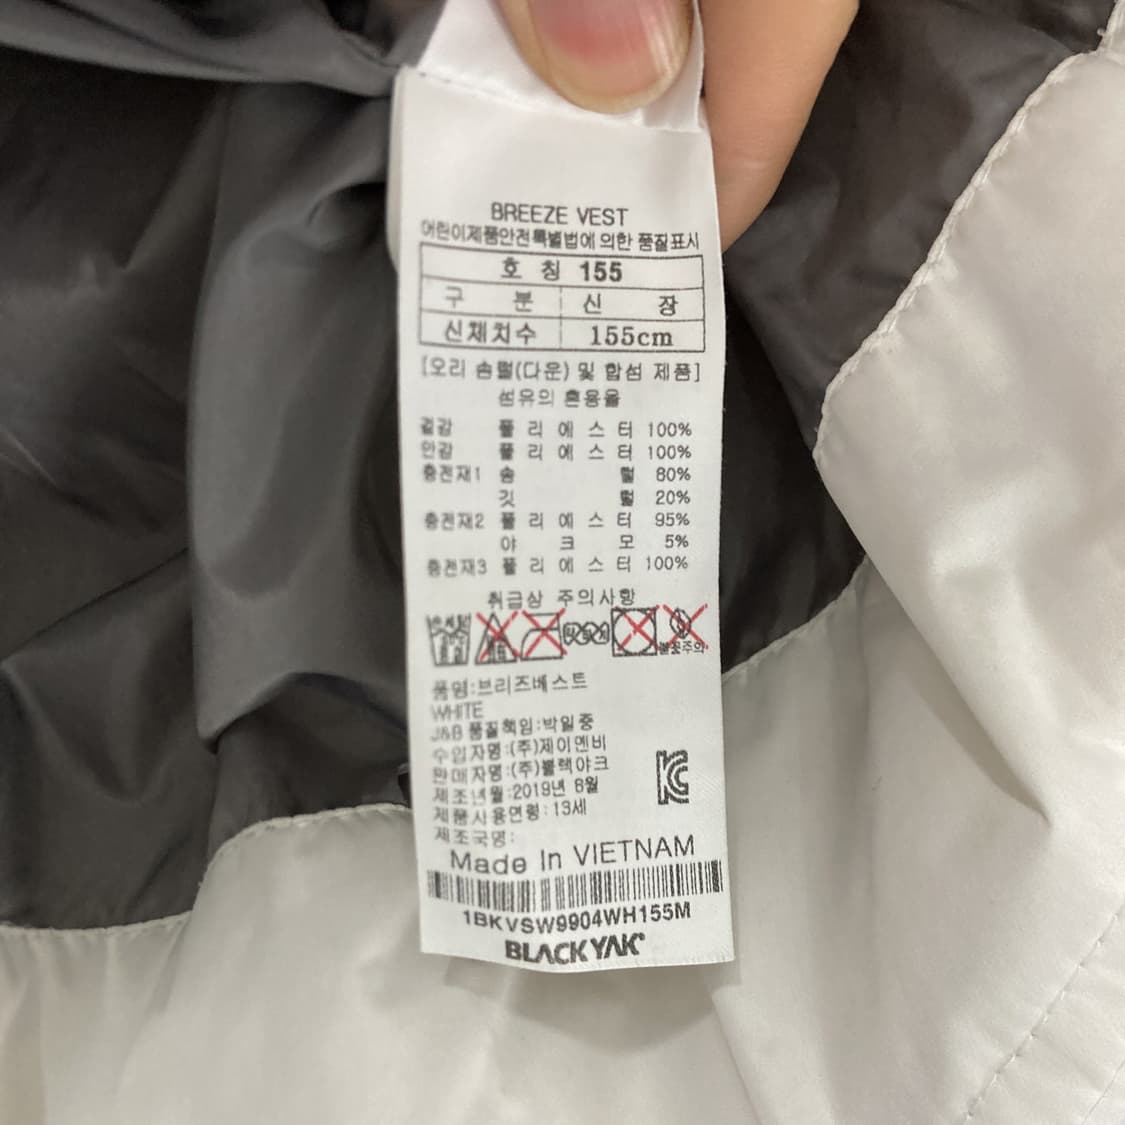 BREEZE VEST
어린이제품안전특별법에 의한 품질표시
호 칭 155
구 분 신 장
신체치수 155cm
[오리 솜털(다운) 및 합섬 제품]
섬유의 혼용율
겉감 폴 리 에 스 터 100%
안감 폴 리 에 스 터 100%
충전재1 솜 털 80%
깃 털 20%
충전재2 폴 리 에 스 터 95%
야 크 모 5%
충전재3 폴 리 에 스 터 100%
취급상 주의사항
불꽃주의
품명:브리즈베스트
WHITE
J&B 품질책임:박일중
수입자명:(주)제이엔비
판매자명:(주)블랙야크
제조년월:2019년 8월
제품사용연령:13세
제조국명:
Made In VIETNAM
1BKVSW9904WH155M
BLACKYAK